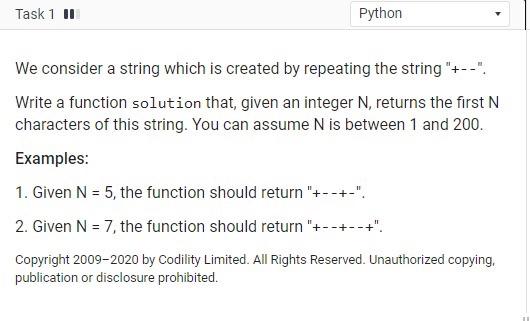 Task 1
Python
We consider a string which is created by repeating the string "+--".
Write a function solution that, given an integer N, returns the first N
characters of this string. You can assume N is between 1 and 200.
Examples:
1. Given N = 5, the function should return "+--+-".
2. Given N = 7, the function should return "+--+--+".
Copyright 2009–2020 by Codility Limited. All Rights Reserved. Unauthorized copying,
publication or disclosure prohibited.